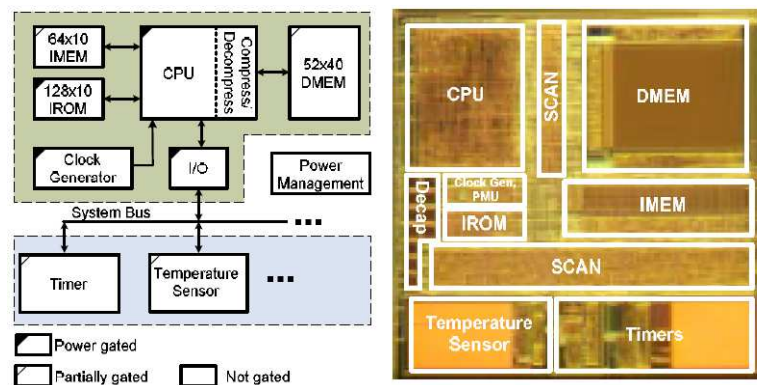 64x10
IMEM
128x10
IROM
CPU
Compress/
Decompress
52x40
DMEM
Clock
Generator
I/O
Power
Management
System Bus
Timer
Temperature
Sensor
Power gated
Partially gated
Not gated
CPU
SCAN
DMEM
Decap
Clock Gen,
PMU
IROM
IMEM
SCAN
Temperature
Sensor
Timers